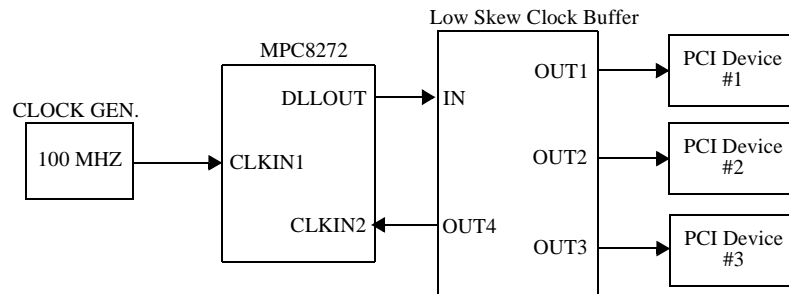 Low Skew Clock Buffer
MPC8272
CLOCK GEN.
100 MHZ
CLKIN1
DLLOUT
CLKIN2
IN
OUT4
OUT1
OUT2
OUT3
PCI Device
#1
PCI Device
#2
PCI Device
#3